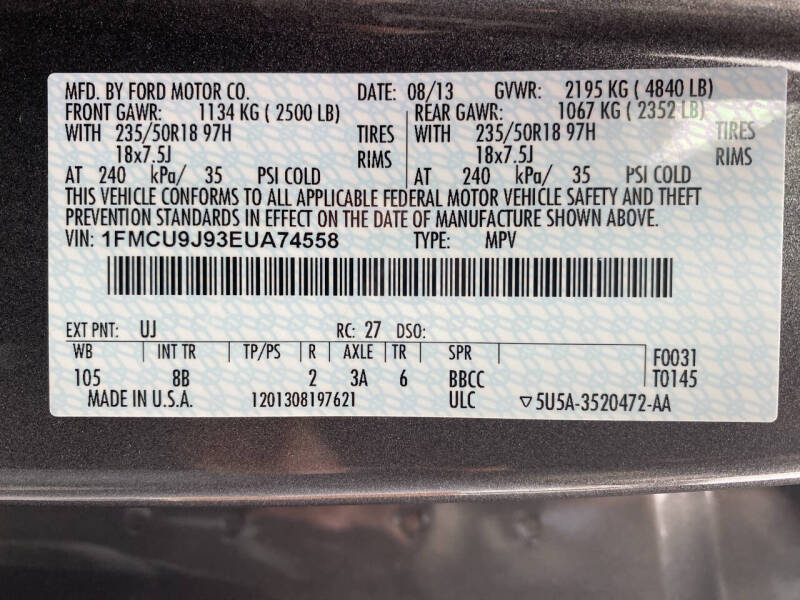 MFD. BY FORD MOTOR CO. DATE: 08/13 GVWR: 2195 KG ( 4840 LB)
FRONT GAWR: 1134 KG ( 2500 LB) REAR GAWR: 1067 KG ( 2352 LB)
WITH 235/50R18 97H TIRES WITH 235/50R18 97H TIRES
18x7.5J RIMS 18x7.5J RIMS
AT 240 kPa/ 35 PSI COLD AT 240 kPa/ 35 PSI COLD
THIS VEHICLE CONFORMS TO ALL APPLICABLE FEDERAL MOTOR VEHICLE SAFETY AND THEFT
PREVENTION STANDARDS IN EFFECT ON THE DATE OF MANUFACTURE SHOWN ABOVE.
VIN: 1FMCU9J93EUA74558 TYPE: MPV
EXT PNT: UJ RC: 27 DSO:
WB INT TR TP/PS R AXLE TR SPR F0031
105 8B 2 3A 6 BBCC T0145
MADE IN U.S.A. 1201308197621 ULC ▽5U5A-3520472-AA